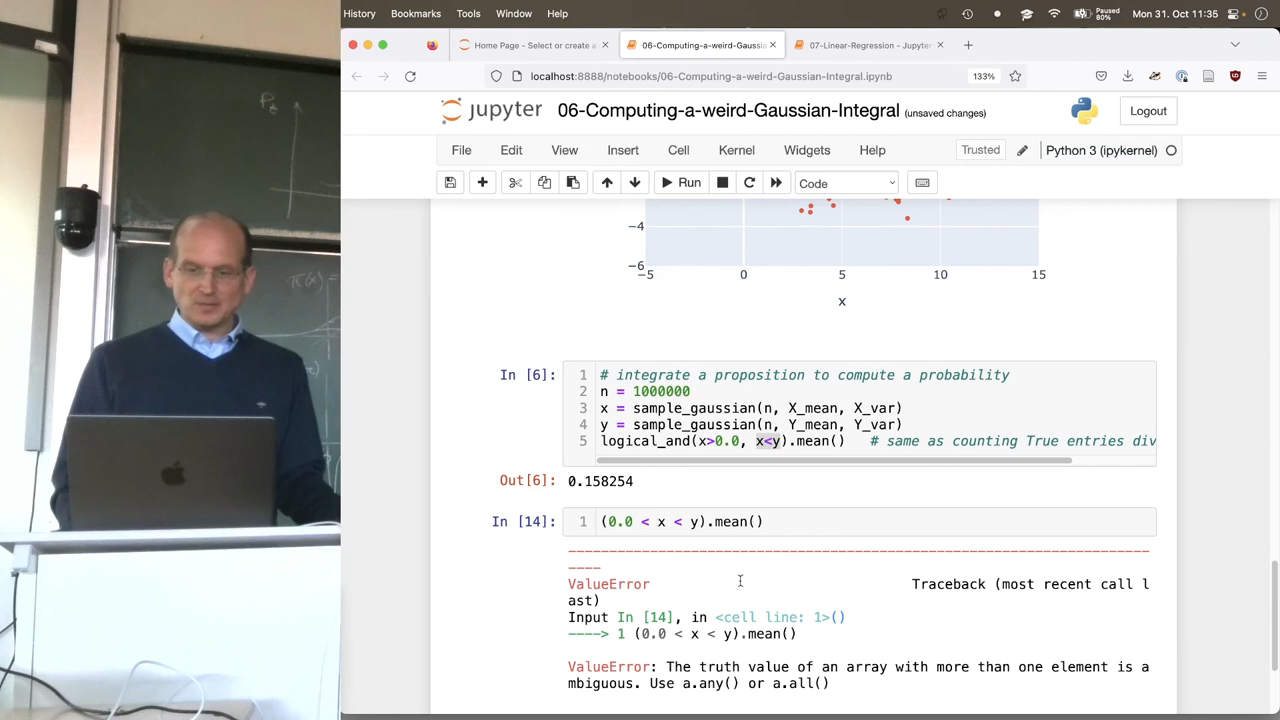 History Bookmarks Tools Window Help
Paused 80% Mon 31. Oct 11:35
Home Page - Select or create a
06-Computing-a-weird-Gaussia
07-Linear-Regression - Jupyter
localhost:8888/notebooks/06-Computing-a-weird-Gaussian-Integral.ipynb 133%
jupyter 06-Computing-a-weird-Gaussian-Integral (unsaved changes) Logout
File Edit View Insert Cell Kernel Widgets Help Trusted Python 3 (ipykernel)
Run Code
−4
−6
−5 0 5 10 15
x
In [6]:
1 # integrate a proposition to compute a probability
2 n = 1000000
3 x = sample_gaussian(n, X_mean, X_var)
4 y = sample_gaussian(n, Y_mean, Y_var)
5 logical_and(x>0.0, x<y).mean() # same as counting True entries div
Out[6]: 0.158254
In [14]: 1 (0.0 < x < y).mean()
---------------------------------------------------------------------------
ValueError Traceback (most recent call l
ast)
Input In [14], in <cell line: 1>()
----> 1 (0.0 < x < y).mean()
ValueError: The truth value of an array with more than one element is a
mbiguous. Use a.any() or a.all()